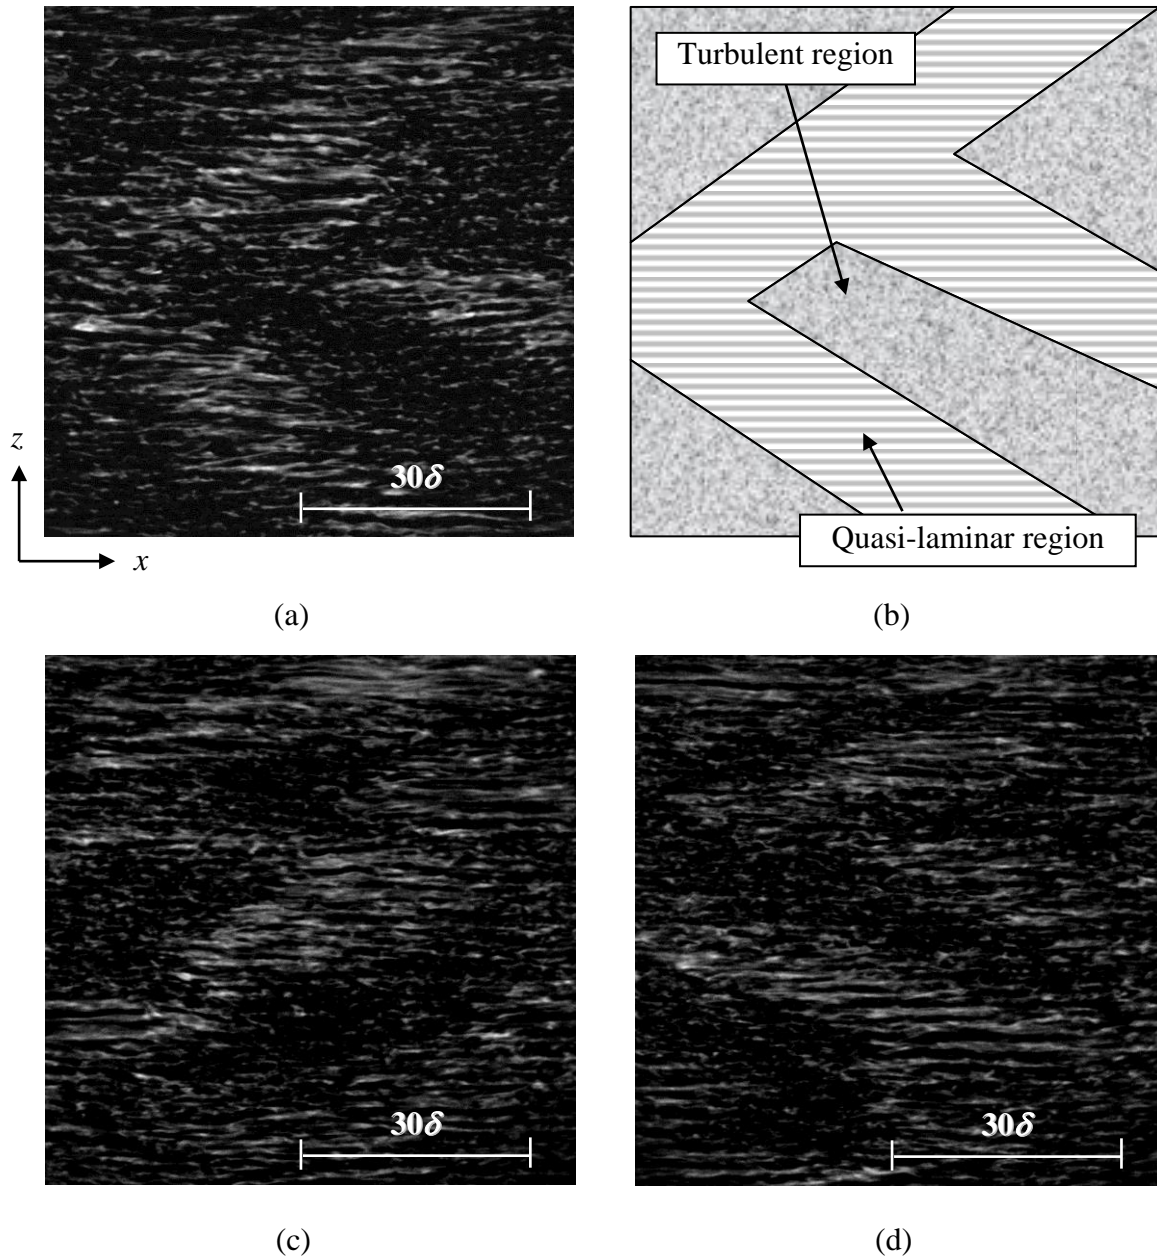 Turbulent region
30δ
z
x
Quasi-laminar region
(a)
(b)
30δ
30δ
(c)
(d)